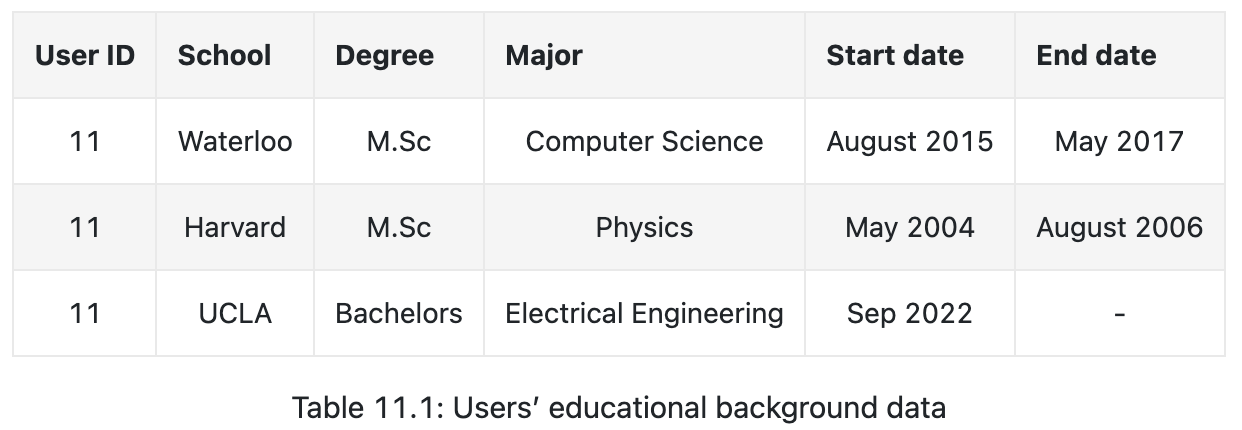 User ID School Degree Major Start date End date
11 Waterloo M.Sc Computer Science August 2015 May 2017
11 Harvard M.Sc Physics May 2004 August 2006
11 UCLA Bachelors Electrical Engineering Sep 2022 -
Table 11.1: Users’ educational background data